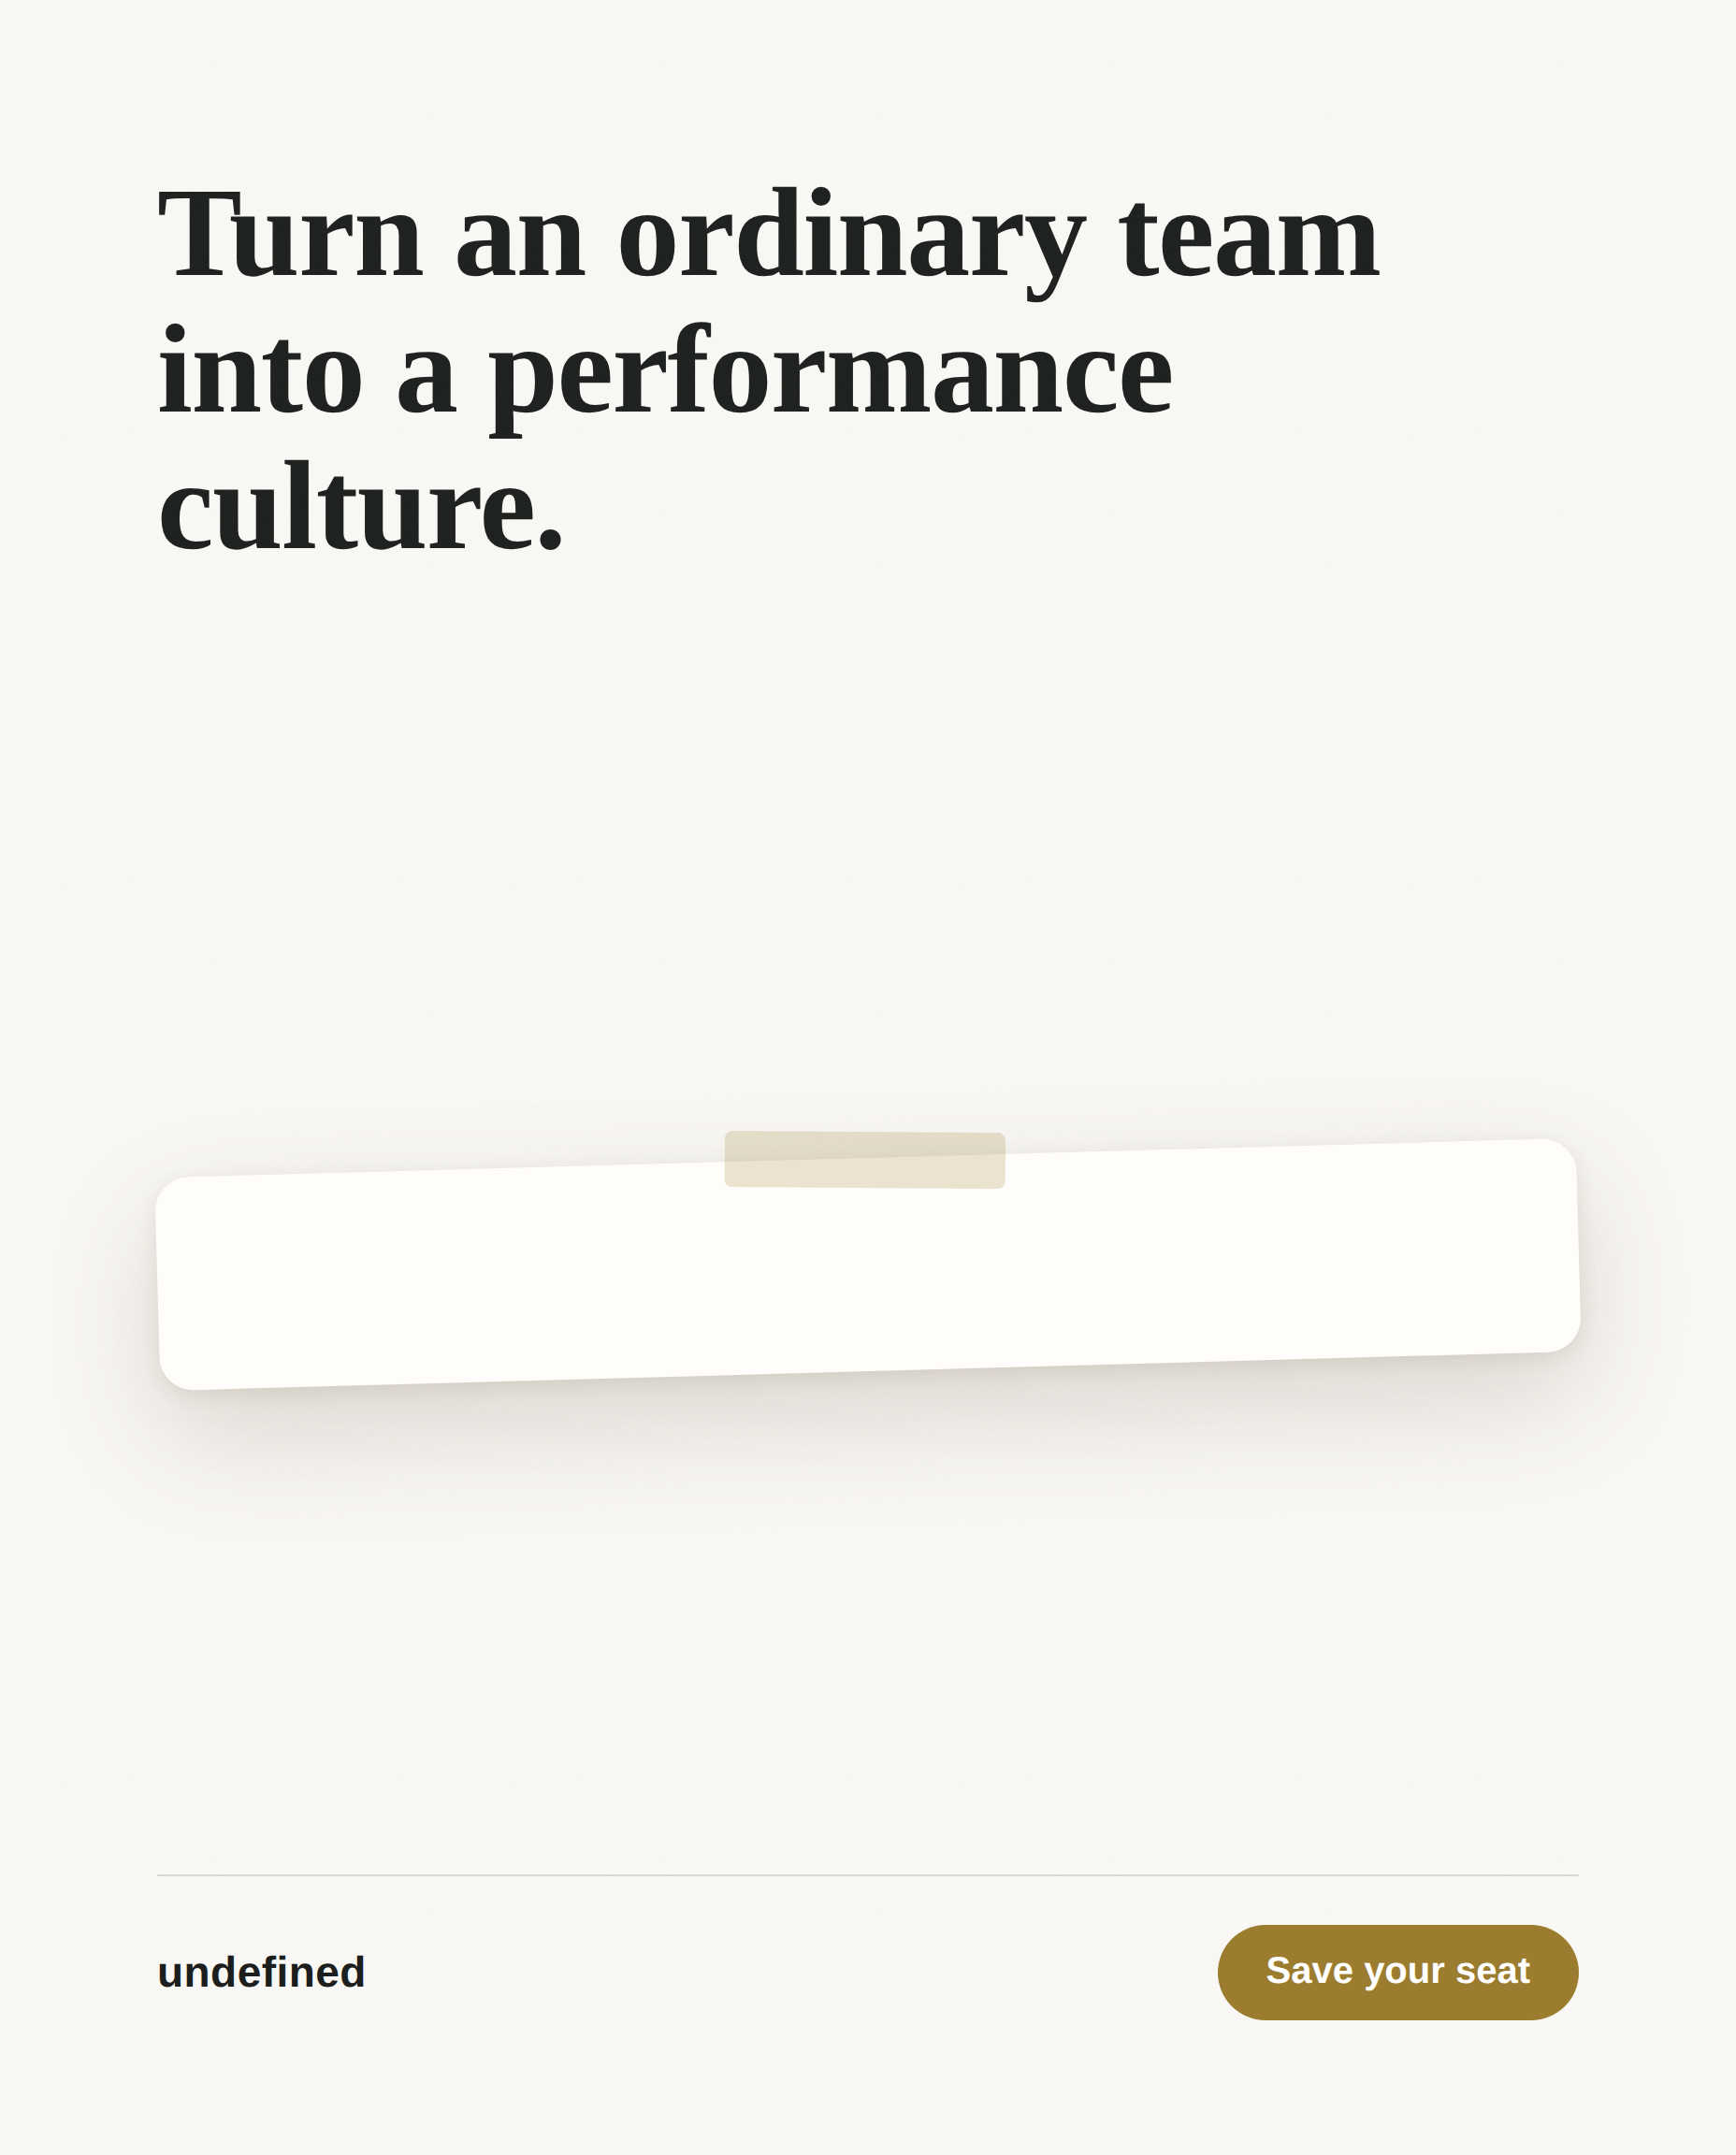 Turn an ordinary team
into a performance
culture.
undefined
Save your seat